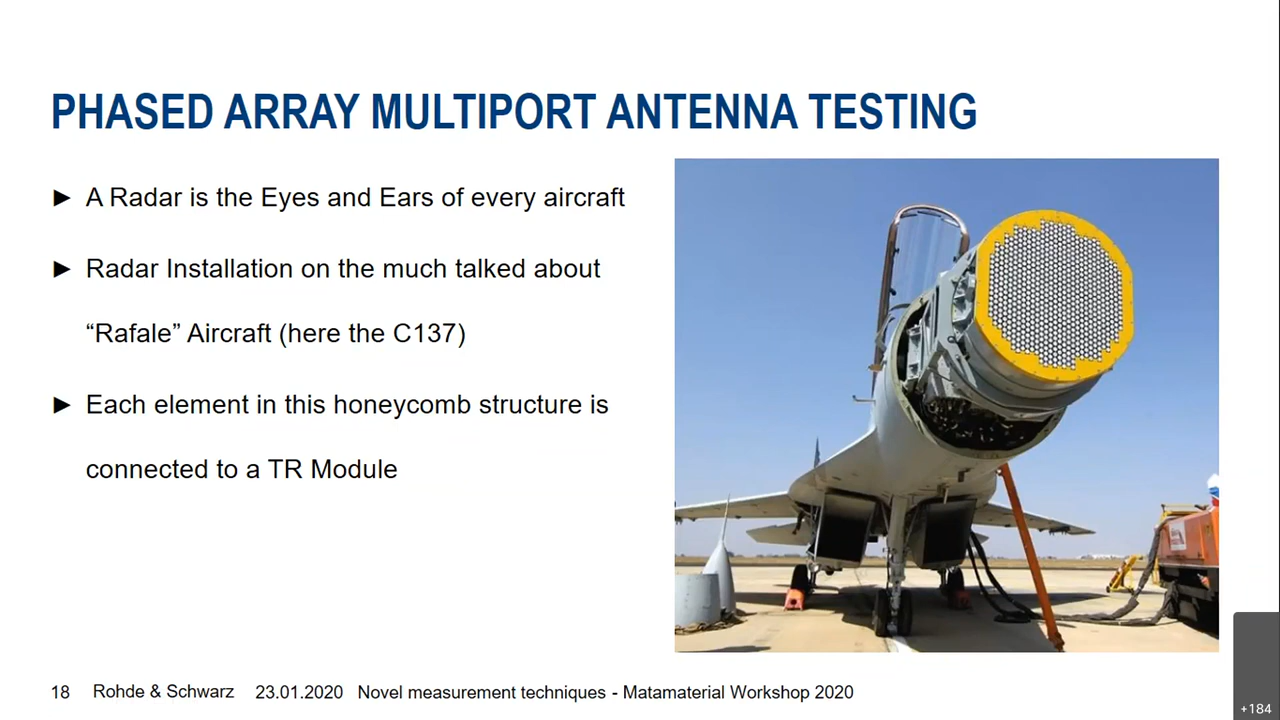 PHASED ARRAY MULTIPORT ANTENNA TESTING
► A Radar is the Eyes and Ears of every aircraft
► Radar Installation on the much talked about
“Rafale” Aircraft (here the C137)
► Each element in this honeycomb structure is
connected to a TR Module
18 Rohde & Schwarz 23.01.2020 Novel measurement techniques - Matamaterial Workshop 2020
+184